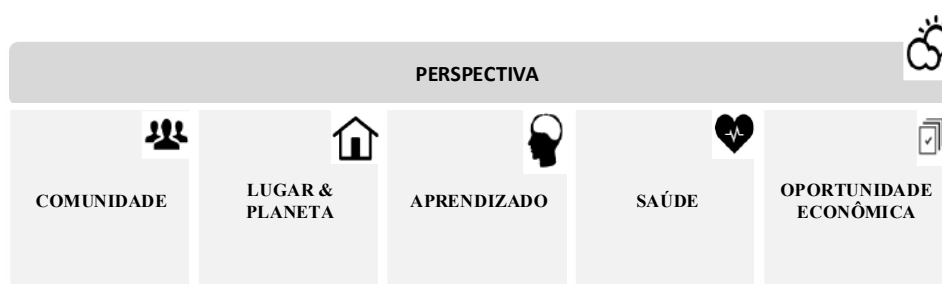 PERSPECTIVA
COMUNIDADE
LUGAR &
PLANETA
APRENDIZADO
SAÚDE
OPORTUNIDADE
ECONÔMICA